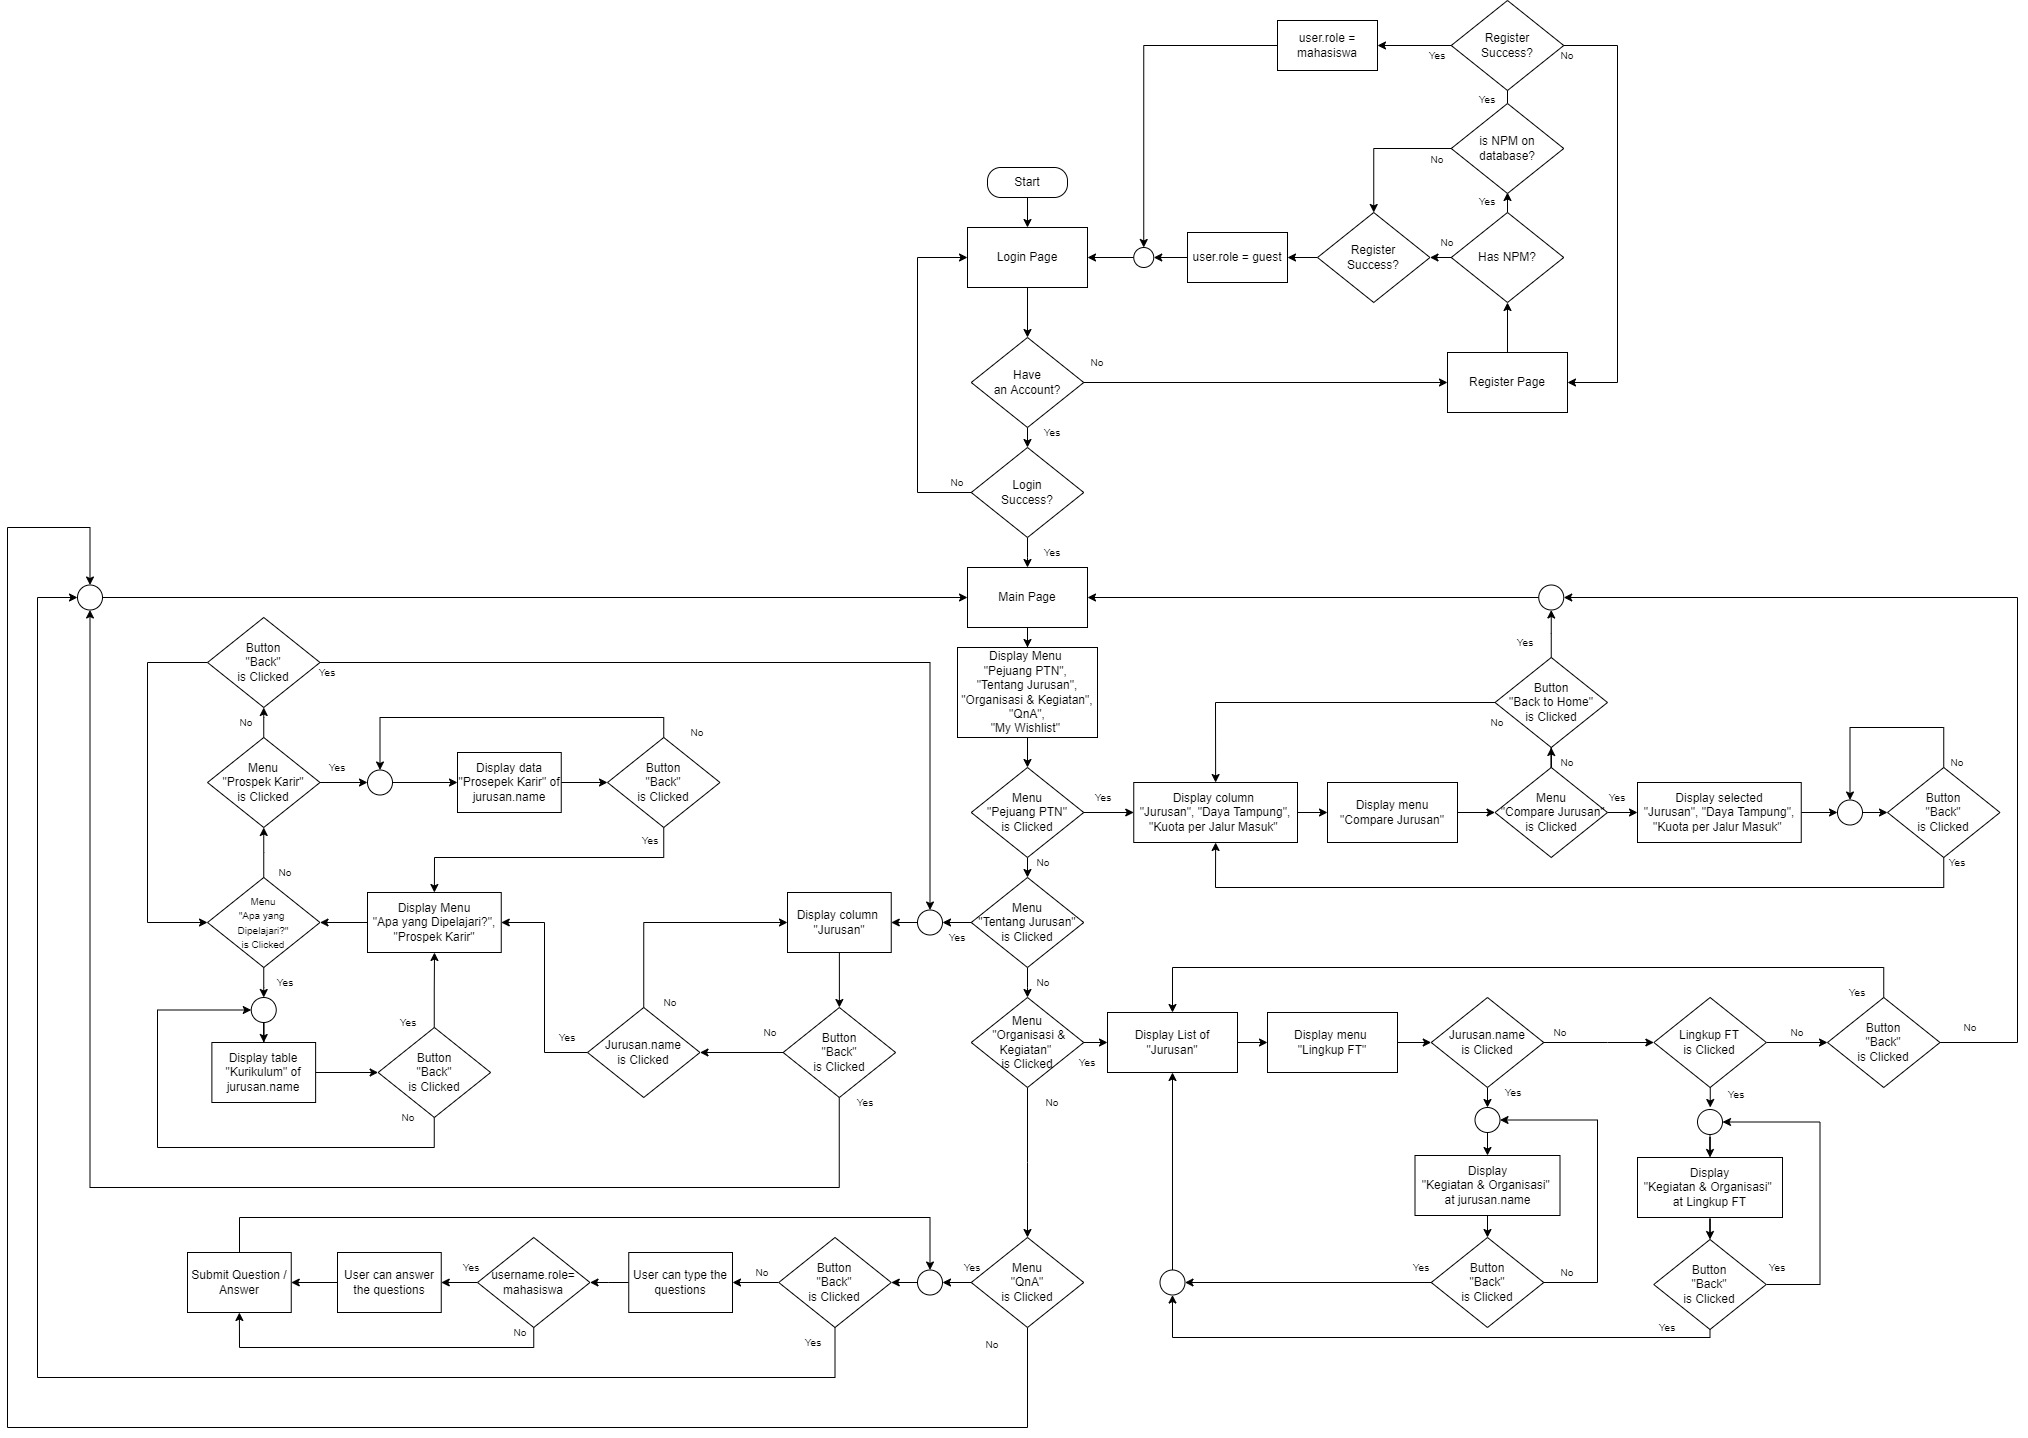 user.role =
mahasiswa
Register
Success?
Yes
No
Yes
is NPM on
database?
No
Start
Yes
Login Page
user.role = guest
Register
Success?
No
Has NPM?
Have
an Account?
No
Register Page
Yes
Login
Success?
No
Yes
Main Page
Button
"Back"
is Clicked
Yes
Display Menu
"Pejuang PTN",
"Tentang Jurusan",
"Organisasi & Kegiatan",
"QnA",
"My Wishlist"
Yes
Button
"Back to Home"
is Clicked
No
No
Menu
"Prospek Karir"
is Clicked
Yes
Display data
"Prosepek Karir" of
jurusan.name
Button
"Back"
is Clicked
No
Yes
Menu
"Pejuang PTN"
is Clicked
Yes
No
Display column
"Jurusan", "Daya Tampung",
"Kuota per Jalur Masuk"
Display menu
"Compare Jurusan"
No
Menu
"Compare Jurusan"
is Clicked
Yes
Display selected
"Jurusan", "Daya Tampung",
"Kuota per Jalur Masuk"
No
Button
"Back"
is Clicked
Yes
No
Menu
"Apa yang
Dipelajari?"
is Clicked
Yes
Display Menu
"Apa yang Dipelajari?",
"Prospek Karir"
Display column
"Jurusan"
Yes
Menu
"Tentang Jurusan"
is Clicked
No
Display table
"Kurikulum" of
jurusan.name
Yes
Button
"Back"
is Clicked
No
Yes
No
Jurusan.name
is Clicked
No
Button
"Back"
is Clicked
Yes
Menu
"Organisasi &
Kegiatan"
is Clicked
Yes
No
Display List of
"Jurusan"
Display menu
"Lingkup FT"
Jurusan.name
is Clicked
No
Yes
Lingkup FT
is Clicked
No
Yes
Yes
Button
"Back"
is Clicked
No
Display
"Kegiatan & Organisasi"
at jurusan.name
Display
"Kegiatan & Organisasi"
at Lingkup FT
Yes
Button
"Back"
is Clicked
No
Button
"Back"
is Clicked
Yes
Yes
Submit Question /
Answer
User can answer
the questions
Yes
username.role=
mahasiswa
No
User can type the
questions
No
Button
"Back"
is Clicked
Yes
Yes
Menu
"QnA"
is Clicked
No